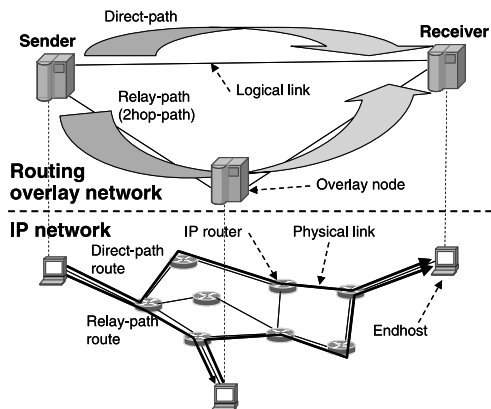 Direct-path
Sender
Receiver
Logical link
Relay-path
(2hop-path)
Routing
overlay network
Overlay node
IP network
IP router
Physical link
Direct-path
route
Relay-path
route
Endhost